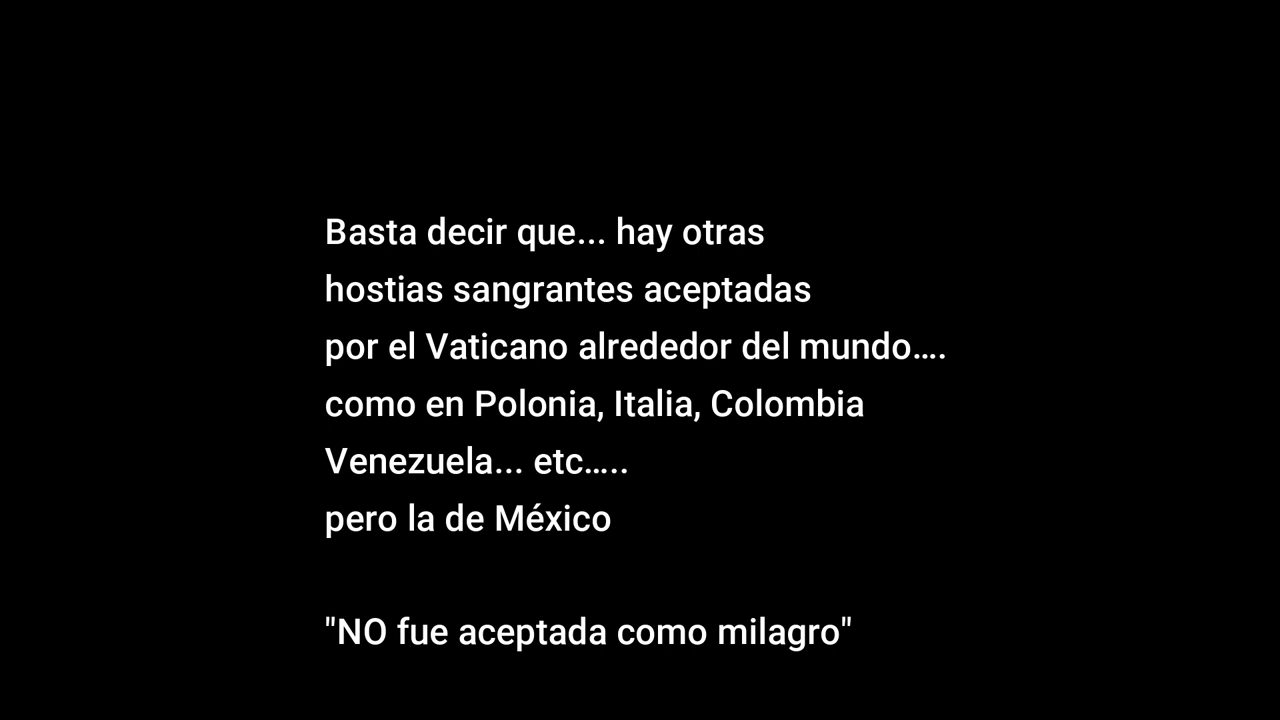 Basta decir que... hay otras
hostias sangrantes aceptadas
por el Vaticano alrededor del mundo....
como en Polonia, Italia, Colombia
Venezuela... etc.....
pero la de México
"NO fue aceptada como milagro"